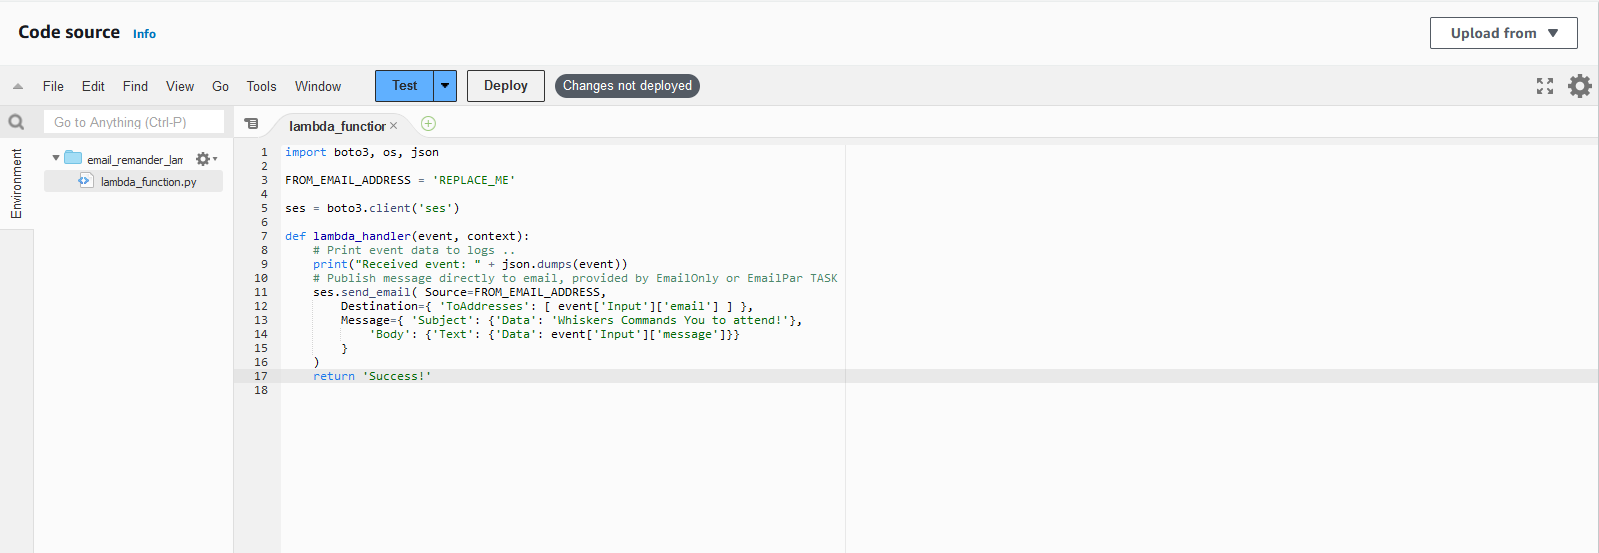 Code source Info
Upload from
File Edit Find View Go Tools Window Test Deploy Changes not deployed
Go to Anything (Ctrl-P)
lambda_function
Environment
email_remander_lam
lambda_function.py
1 import boto3, os, json
2
3 FROM_EMAIL_ADDRESS = 'REPLACE_ME'
4
5 ses = boto3.client('ses')
6
7 def lambda_handler(event, context):
8     # Print event data to logs ..
9     print("Received event: " + json.dumps(event))
10     # Publish message directly to email, provided by EmailOnly or EmailPar TASK
11     ses.send_email( Source=FROM_EMAIL_ADDRESS,
12         Destination={ 'ToAddresses': [ event['Input']['email'] ] },
13         Message={ 'Subject': {'Data': 'Whiskers Commands You to attend!'},
14             'Body': {'Text': {'Data': event['Input']['message']}}
15         }
16     )
17     return 'Success!'
18